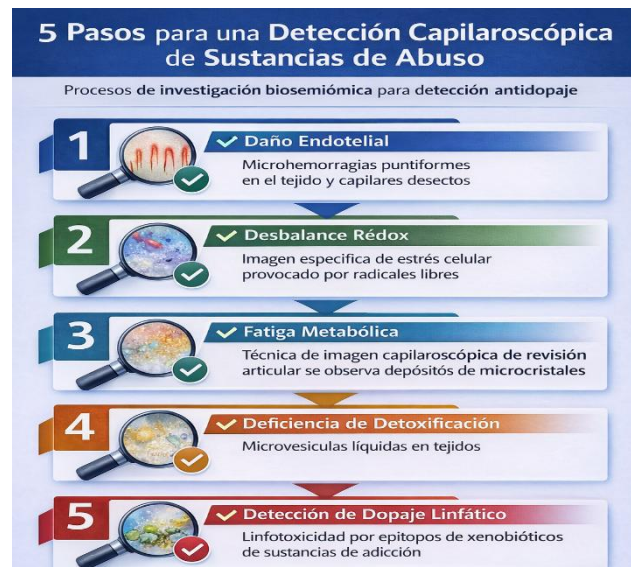 5 Pasos para una Detección Capilaroscópica
de Sustancias de Abuso
Procesos de investigación biosemiómica para detección antidopaje
1
Daño Endotelial
Microhemorragias puntiformes
en el tejido y capilares desectos
2
Desbalance Rédox
Imagen especifica de estrés celular
provocado por radicales libres
3
Fatiga Metabólica
Técnica de imagen capilaroscópica de revisión
articular se observa depósítós de microcristales
4
Deficiencia de Detoxificación
Microvesiculas líquidas en tejidos
5
Detección de Dopaje Linfático
Linfotoxicidad por epitopos de xenobióticos
de sustancias de adicción